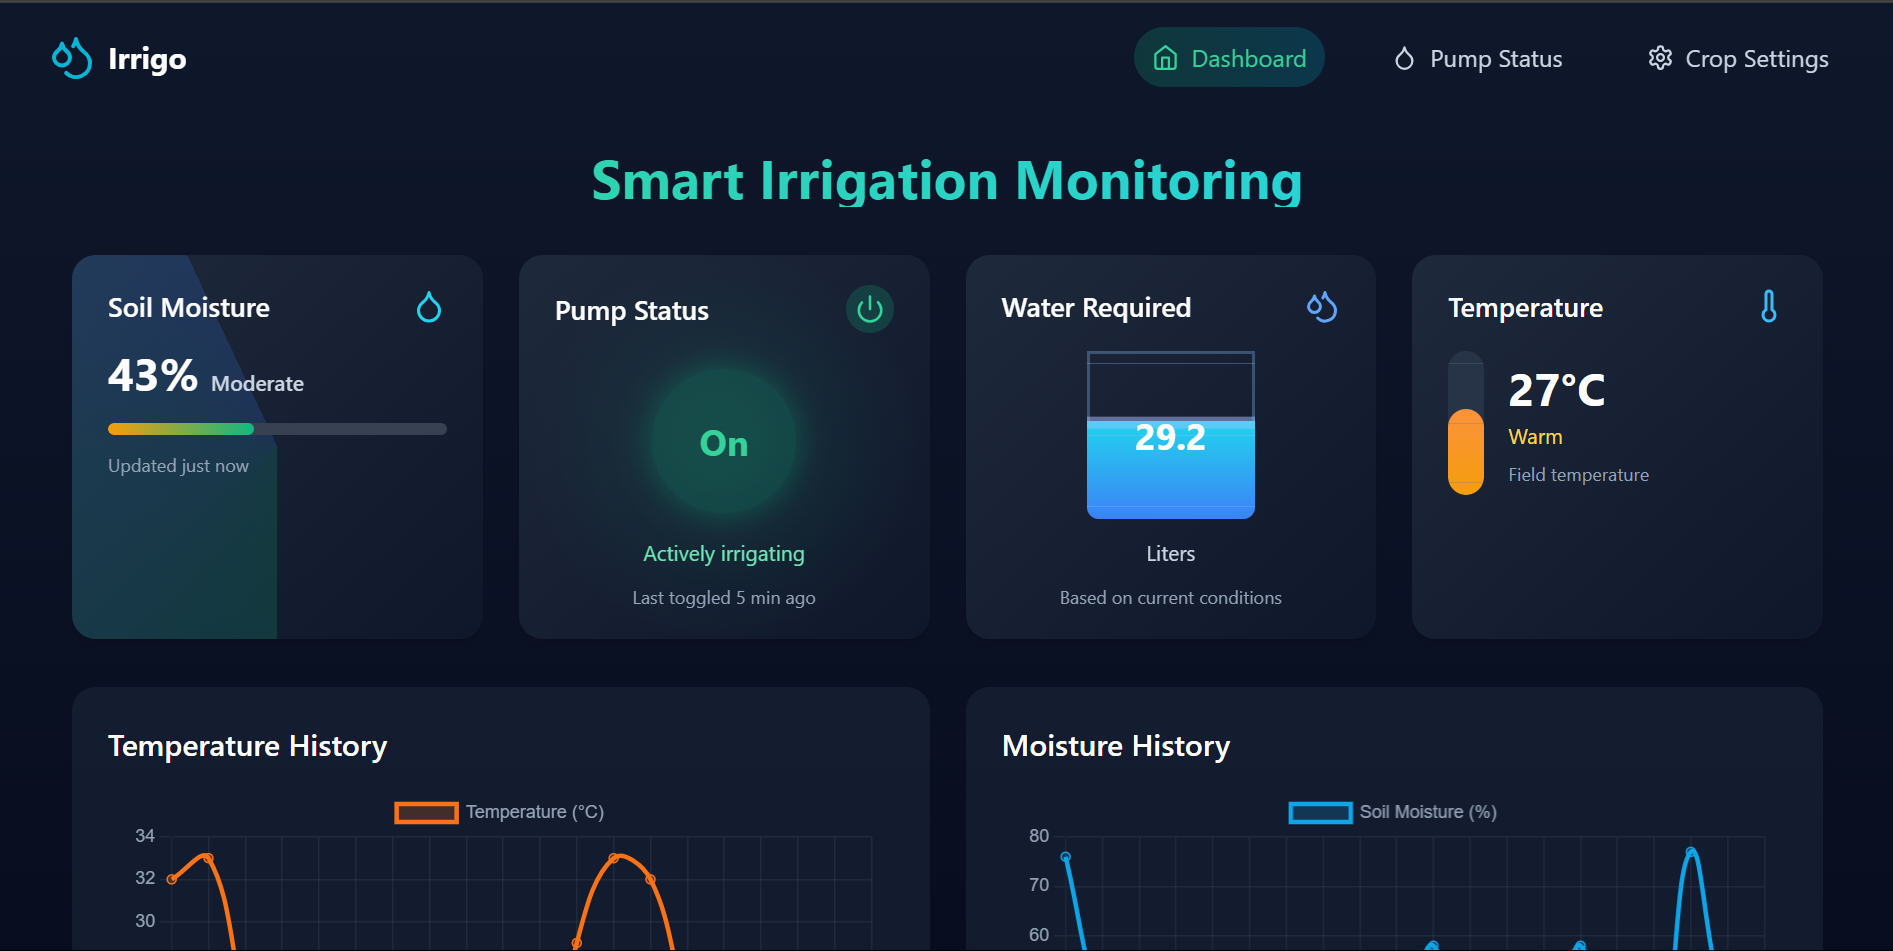 Irrigo
Dashboard
Pump Status
Crop Settings
Smart Irrigation Monitoring
Soil Moisture
43% Moderate
Updated just now
Pump Status
On
Actively irrigating
Last toggled 5 min ago
Water Required
29.2
Liters
Based on current conditions
Temperature
27°C
Warm
Field temperature
Temperature History
Temperature (°C)
34
32
30
Moisture History
Soil Moisture (%)
80
70
60